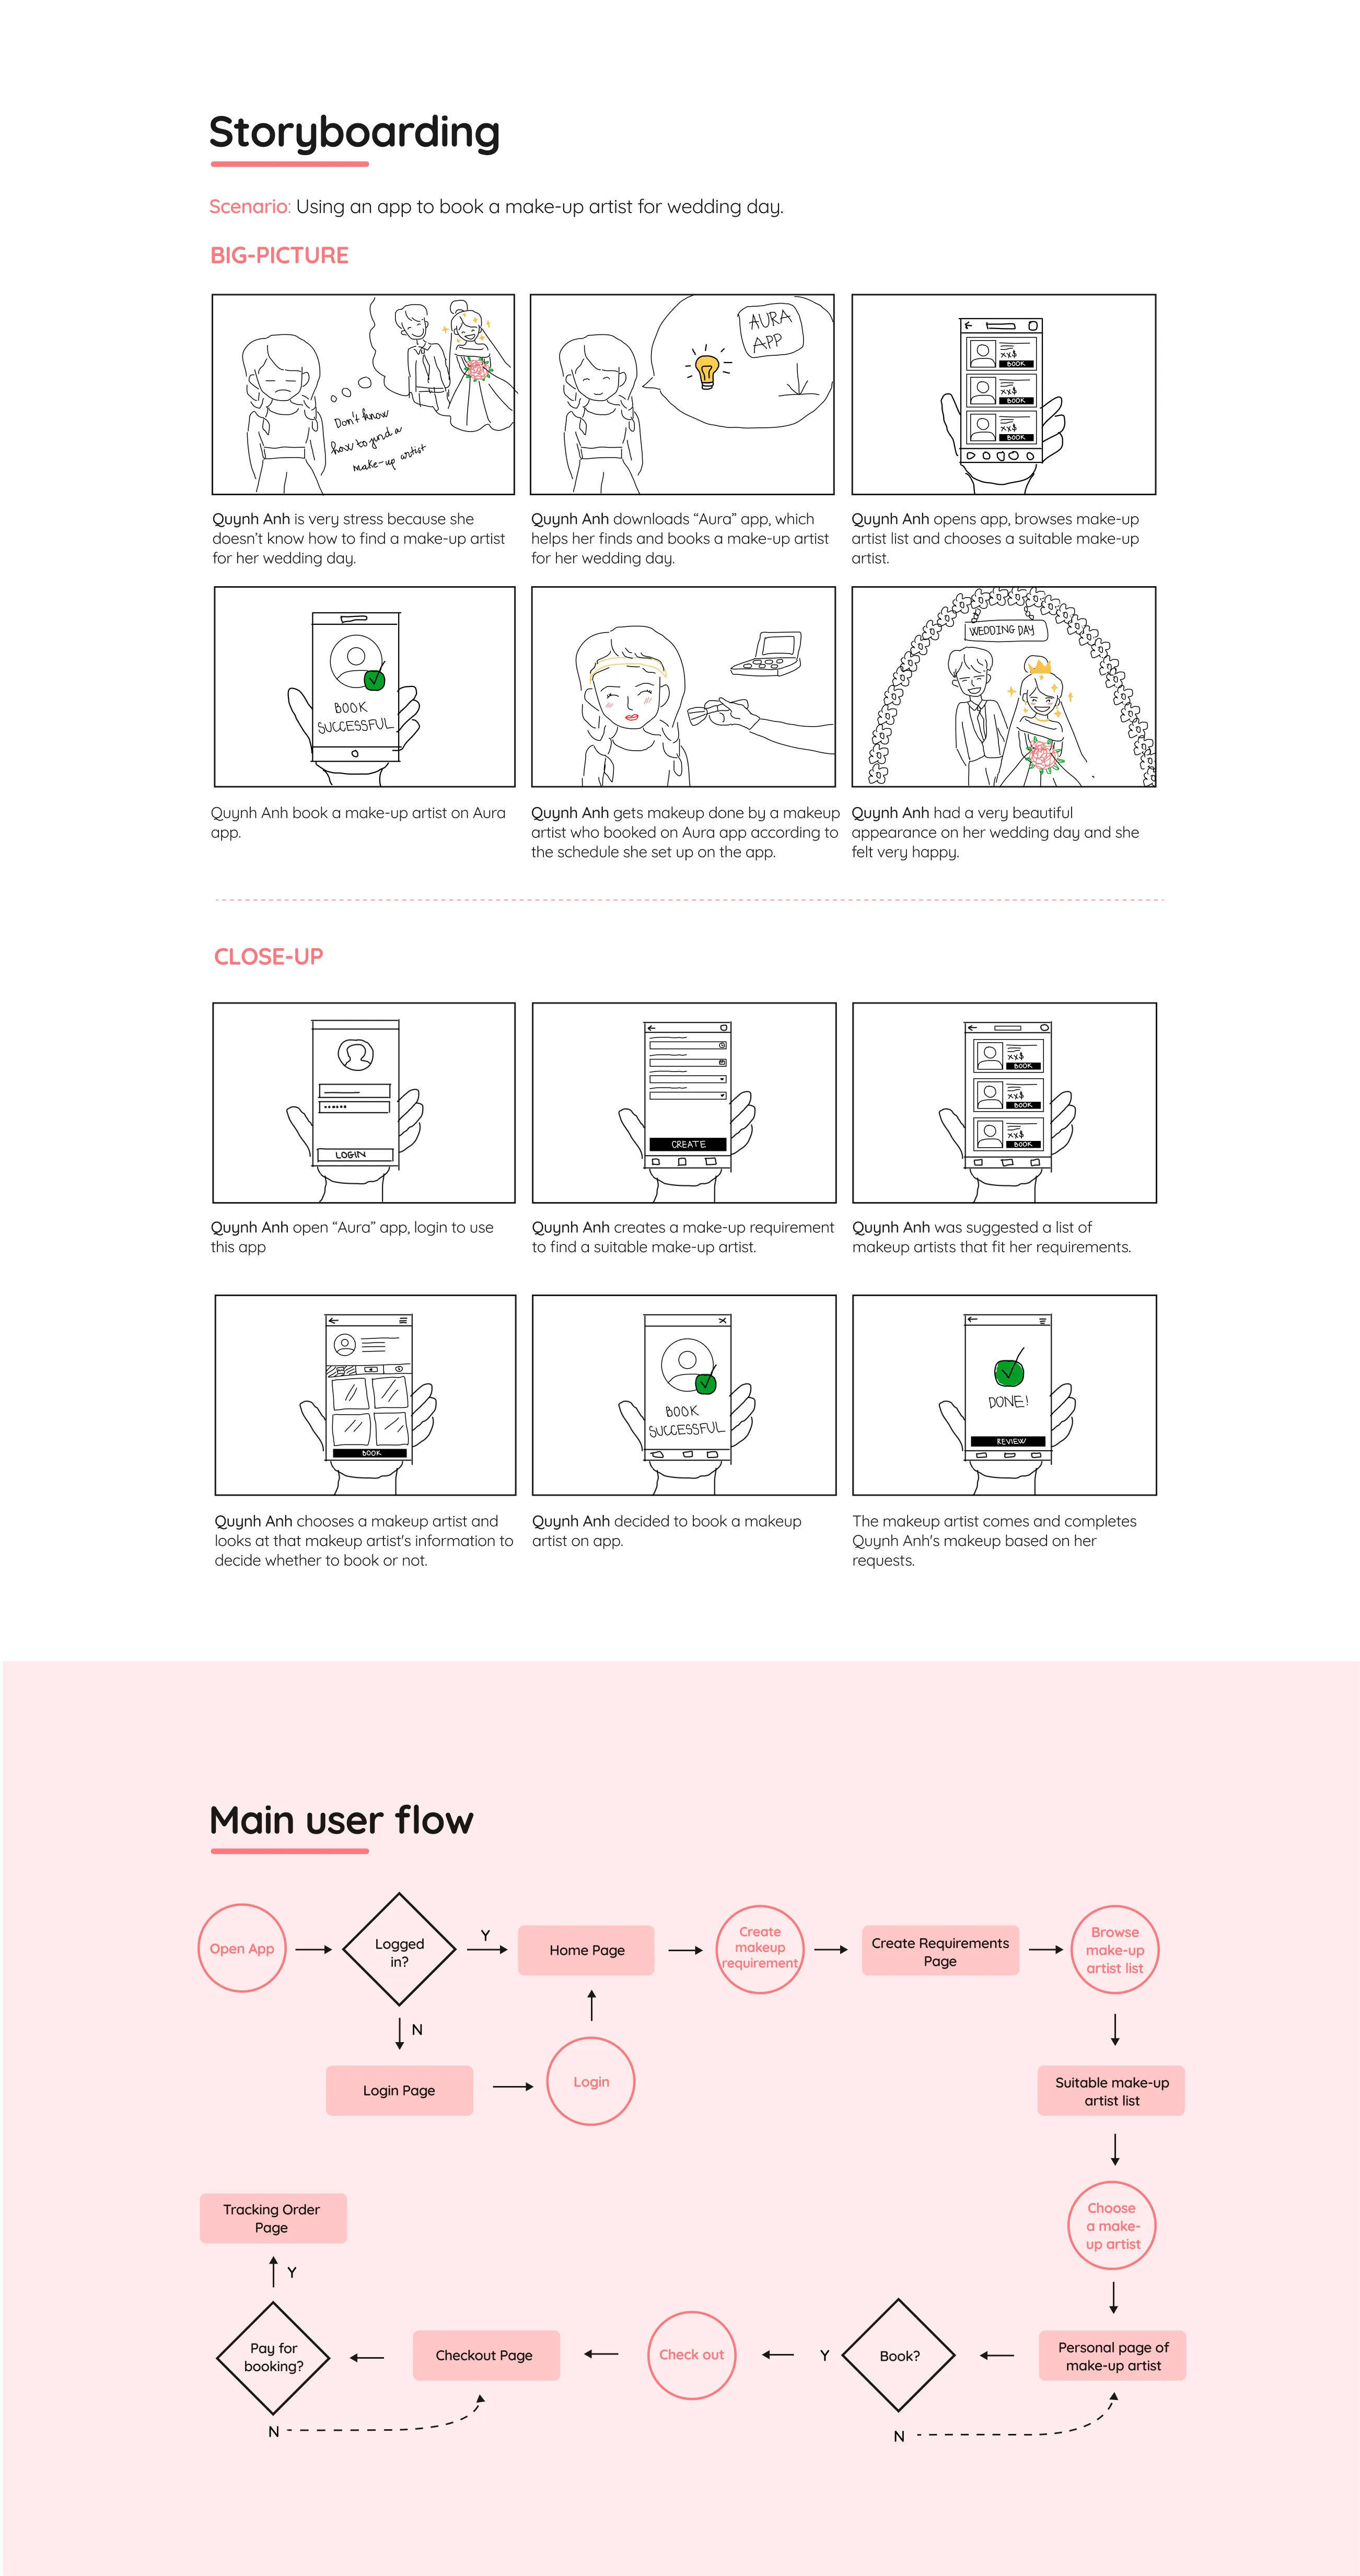 Storyboarding
Scenario: Using an app to book a make-up artist for wedding day.
BIG-PICTURE
Don't know
how to find a
make-up artist
AURA
APP
XX$
BOOK
XX$
BOOK
XX$
BOOK
Quynh Anh is very stress because she
doesn't know how to find a make-up artist
for her wedding day.
Quynh Anh downloads “Aura” app, which
helps her finds and books a make-up artist
for her wedding day.
Quynh Anh opens app, browses make-up
artist list and chooses a suitable make-up
artist.
BOOK
SUCCESSFUL
WEDDING DAY
Quynh Anh book a make-up artist on Aura
app.
Quynh Anh gets makeup done by a makeup
artist who booked on Aura app according to
the schedule she set up on the app.
Quynh Anh had a very beautiful
appearance on her wedding day and she
felt very happy.
CLOSE-UP
LOGIN
CREATE
XX$
BOOK
XX$
BOOK
XX$
BOOK
Quynh Anh open “Aura” app, login to use
this app
Quynh Anh creates a make-up requirement
to find a suitable make-up artist.
Quynh Anh was suggested a list of
makeup artists that fit her requirements.
BOOK
BOOK
SUCCESSFUL
DONE!
REVIEW
Quynh Anh chooses a makeup artist and
looks at that makeup artist's information to
decide whether to book or not.
Quynh Anh decided to book a makeup
artist on app.
The makeup artist comes and completes
Quynh Anh's makeup based on her
requests.
Main user flow
Open App
Logged
in?
Y
Home Page
Create
makeup
requirement
Create Requirements
Page
Browse
make-up
artist list
N
Login Page
Login
Suitable make-up
artist list
Choose
a make-
up artist
Personal page of
make-up artist
Book?
N
Y
Check out
Checkout Page
Pay for
booking?
N
Y
Tracking Order
Page